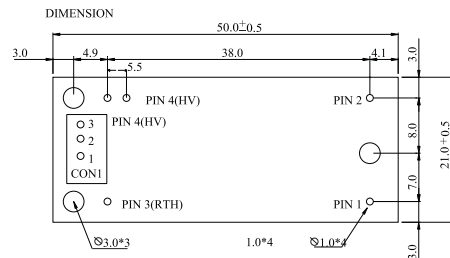 DIMENSION
50.0±0.5
3.0
4.9
38.0
4.1
3.0
5.5
PIN 4(HV)
PIN 2
PIN 4(HV)
3
2
1
CON1
8.0
21.0±0.5
7.0
PIN 3(RTH)
PIN 1
∅3.0*3
1.0*4
∅1.0*4
3.0